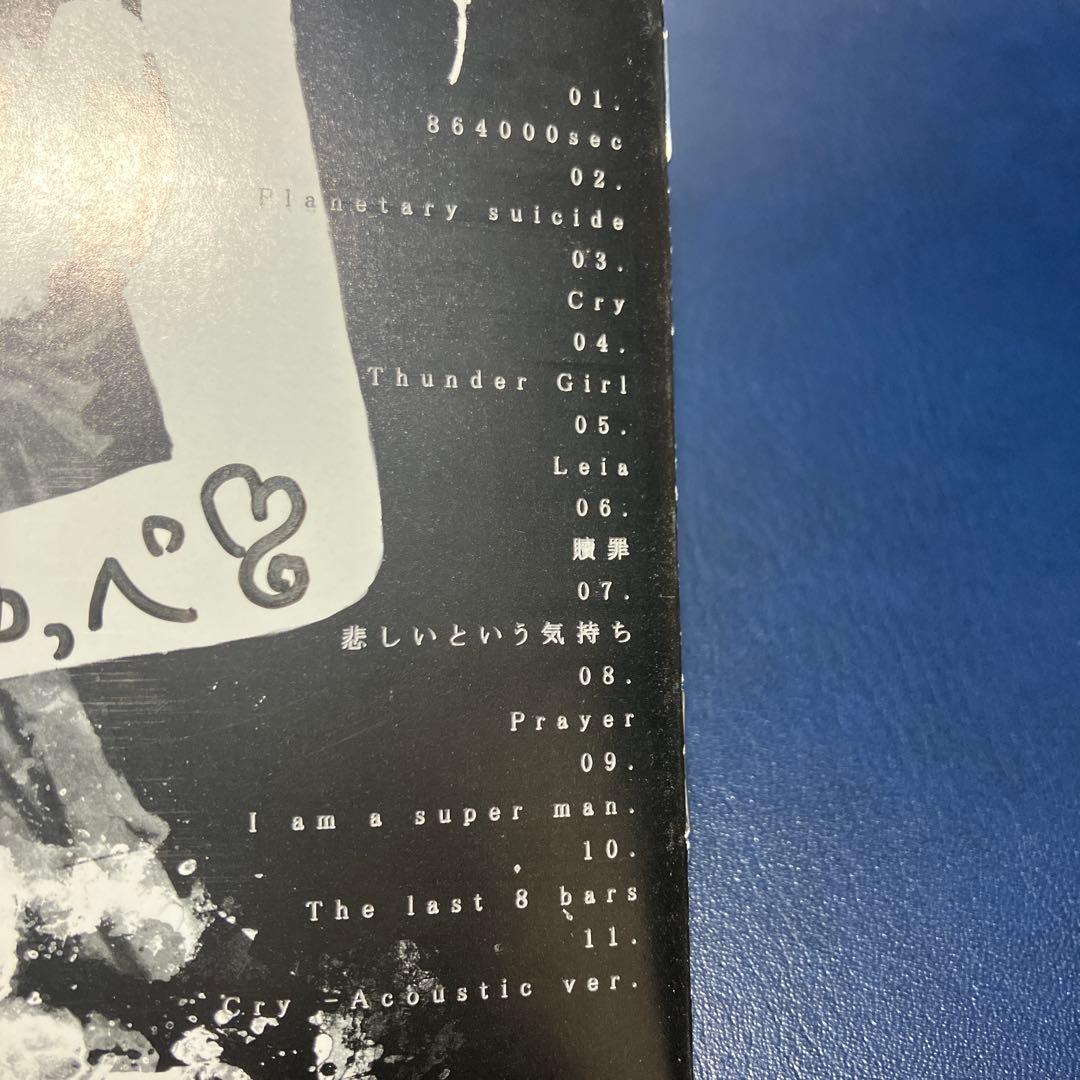 01.
864000sec
02.
Planetary suicide
03.
Cry
04.
Thunder Girl
05.
Leia
06.
贖罪
07.
悲しいという気持ち
08.
Prayer
09.
I am a super man.
10.
The last 8 bars
11.
Cry -Acoustic ver.
ゅ,ぺ